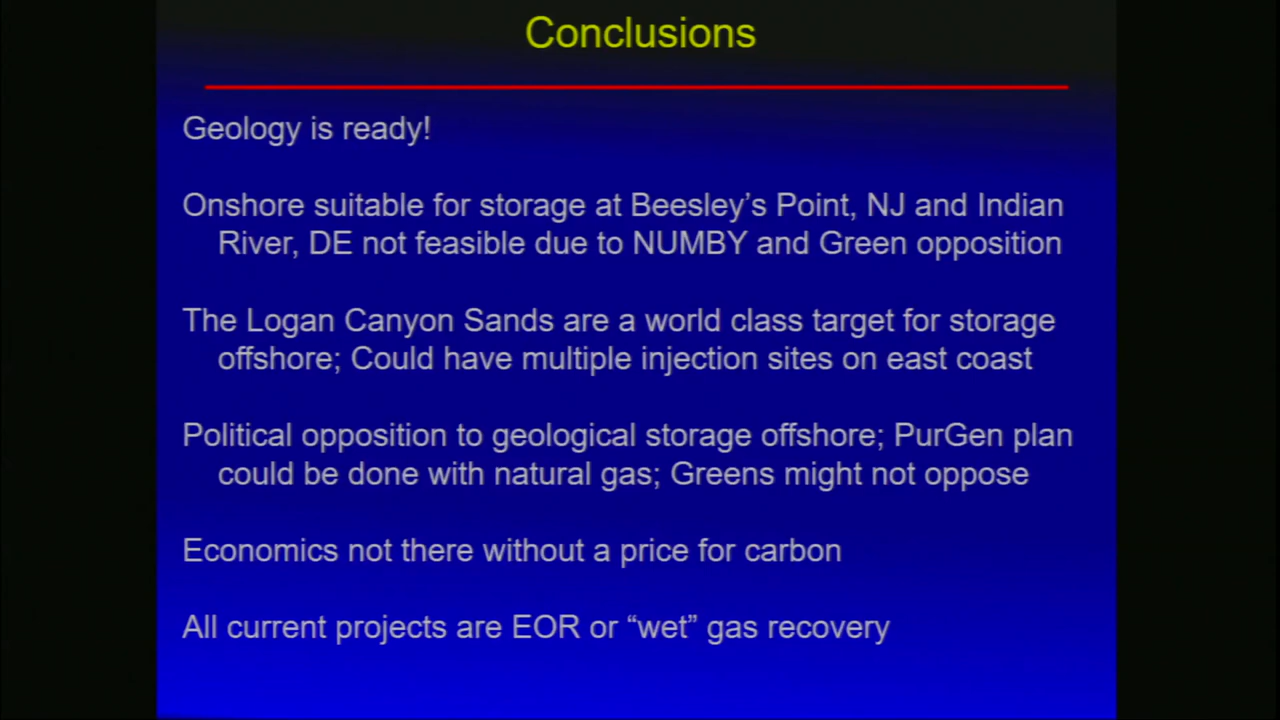 Conclusions
Geology is ready!
Onshore suitable for storage at Beesley's Point, NJ and Indian
River, DE not feasible due to NUMBY and Green opposition
The Logan Canyon Sands are a world class target for storage
offshore; Could have multiple injection sites on east coast
Political opposition to geological storage offshore; PurGen plan
could be done with natural gas; Greens might not oppose
Economics not there without a price for carbon
All current projects are EOR or “wet” gas recovery